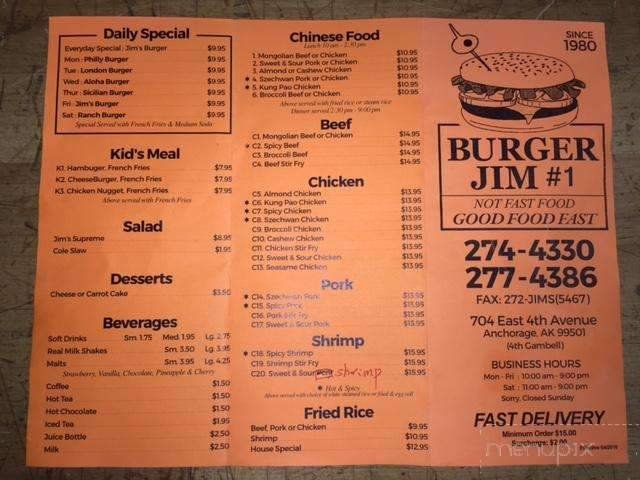 Daily Special
Everyday Special : Jim's Burger $9.95
Mon : Philly Burger $9.95
Tue : London Burger $9.95
Wed : Aloha Burger $9.95
Thur : Sicilian Burger $9.95
Fri : Jim's Burger $9.95
Sat : Ranch Burger $9.95
Special Served with French Fries & Medium Soda
Kid's Meal
K1. Hambuger, French Fries $7.95
K2. CheeseBurger, French Fries $7.95
K3. Chicken Nugget, French Fries $7.95
Above served with French Fries
Salad
Jim's Supreme $8.95
Cole Slaw $1.95
Desserts
Cheese or Carrot Cake $3.50
Beverages
Soft Drinks Sm. 1.75 Med. 1.95 Lg. 2.75
Real Milk Shakes Sm. 3.50 Lg. 3.95
Malts Sm. 3.95 Lg. 4.25
Strawberry, Vanilla, Chocolate, Pineapple & Cherry
Coffee $1.50
Hot Tea $1.50
Hot Chocolate $1.50
Iced Tea $1.95
Juice Bottle $2.50
Milk $2.50
Chinese Food
Lunch 10 am - 2:30 pm
1. Mongolian Beef or Chicken $10.95
2. Sweet & Sour Pork or Chicken $10.95
3. Almond or Cashew Chicken $10.95
* 4. Szechwan Pork or Chicken $10.95
* 5. Kung Pao Chicken $10.95
6. Broccoli Beef or Chicken $10.95
Above served with fried rice or steam rice
Dinner served 2:30 pm - 9:00 pm
Beef
C1. Mongolian Beef or Chicken $14.95
* C2. Spicy Beef $14.95
C3. Broccoli Beef $14.95
C4. Beef Stir Fry $14.95
Chicken
C5. Almond Chicken $13.95
* C6. Kung Pao Chicken $13.95
* C7. Spicy Chicken $13.95
* C8. Szechwan Chicken $13.95
C9. Broccoli Chicken $13.95
C10. Cashew Chicken $13.95
C11. Chicken Stir Fry $13.95
C12. Sweet & Sour Chicken $13.95
C13. Seasame Chicken $13.95
Pork
* C14. Szechwan Pork $13.95
* C15. Spicy Pork $13.95
C16. Pork Stir Fry $13.95
C17. Sweet & Sour Pork $13.95
Shrimp
* C18. Spicy Shrimp $15.95
C19. Shrimp Stir Fry $15.95
C20. Sweet & Sour shrimp $15.95
* Hot & Spicy
Above served with choice of white steamed rice or fried & egg roll
Fried Rice
Beef, Pork or Chicken $9.95
Shrimp $10.95
House Special $12.95
SINCE
1980
BURGER
JIM #1
NOT FAST FOOD
GOOD FOOD FAST
274-4330
277-4386
FAX: 272-JIMS(5467)
704 East 4th Avenue
Anchorage, AK 99501
(4th Gambell)
BUSINESS HOURS
Mon - Fri : 10:00 am - 9:00 pm
Sat : 11:00 am - 9:00 pm
Sorry, Closed Sunday
FAST DELIVERY
Minimum Order $15.00
Surcharge: $2.00
menupix